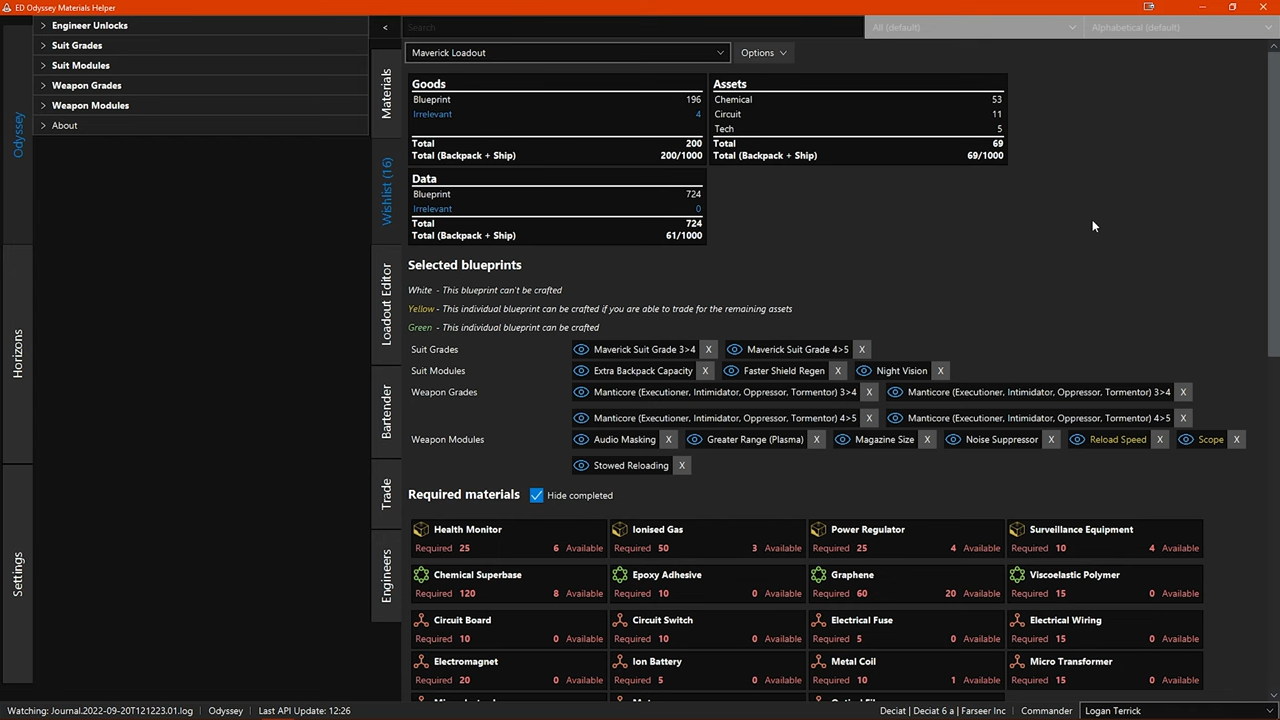 ED Odyssey Materials Helper
Engineer Unlocks
Suit Grades
Suit Modules
Weapon Grades
Weapon Modules
About
Odyssey
Horizons
Settings
<
Materials
Wishlist (16)
Loadout Editor
Bartender
Trade
Engineers
Search
All (default)
Alphabetical (default)
Maverick Loadout
Options
Goods
Blueprint 196
Irrelevant 4
Total 200
Total (Backpack + Ship) 200/1000
Assets
Chemical 53
Circuit 11
Tech 5
Total 69
Total (Backpack + Ship) 69/1000
Data
Blueprint 724
Irrelevant 0
Total 724
Total (Backpack + Ship) 61/1000
Selected blueprints
White - This blueprint can't be crafted
Yellow - This individual blueprint can be crafted if you are able to trade for the remaining assets
Green - This individual blueprint can be crafted
Suit Grades Maverick Suit Grade 3>4 X Maverick Suit Grade 4>5 X
Suit Modules Extra Backpack Capacity X Faster Shield Regen X Night Vision X
Weapon Grades Manticore (Executioner, Intimidator, Oppressor, Tormentor) 3>4 X Manticore (Executioner, Intimidator, Oppressor, Tormentor) 3>4 X
Manticore (Executioner, Intimidator, Oppressor, Tormentor) 4>5 X Manticore (Executioner, Intimidator, Oppressor, Tormentor) 4>5 X
Weapon Modules Audio Masking X Greater Range (Plasma) X Magazine Size X Noise Suppressor X Reload Speed X Scope X
Stowed Reloading X
Required materials Hide completed
Health Monitor Ionised Gas Power Regulator Surveillance Equipment
Required 25 6 Available Required 50 3 Available Required 25 4 Available Required 10 4 Available
Chemical Superbase Epoxy Adhesive Graphene Viscoelastic Polymer
Required 120 8 Available Required 10 0 Available Required 60 20 Available Required 15 0 Available
Circuit Board Circuit Switch Electrical Fuse Electrical Wiring
Required 10 0 Available Required 10 0 Available Required 5 0 Available Required 15 0 Available
Electromagnet Ion Battery Metal Coil Micro Transformer
Required 20 0 Available Required 5 0 Available Required 10 1 Available Required 15 0 Available
Watching: Journal.2022-09-20T121223.01.log Odyssey Last API Update: 12:26 Deciat | Deciat 6 a | Farseer Inc Commander Logan Terrick